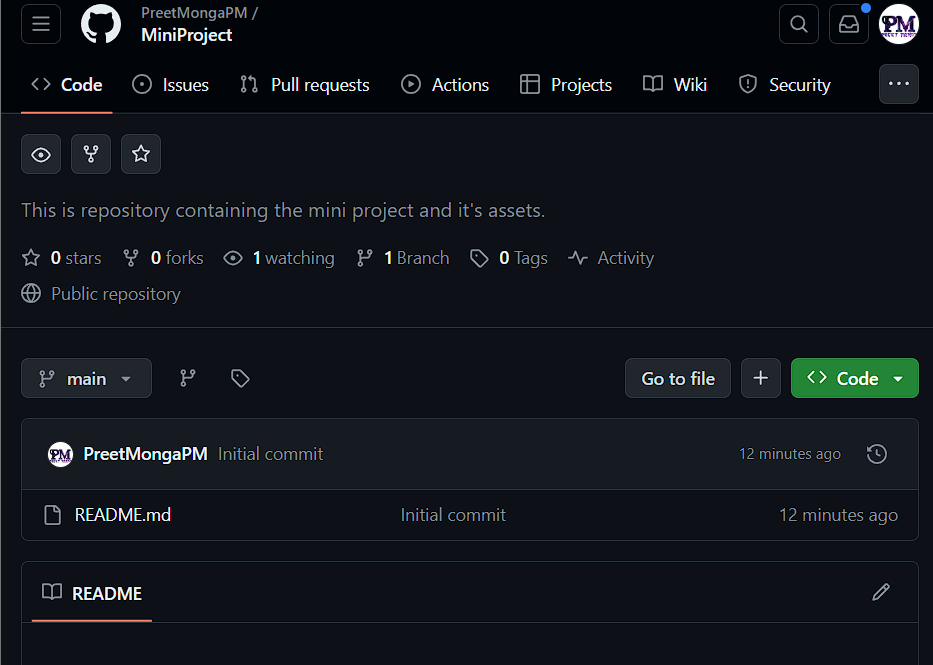 PreetMongaPM /
MiniProject
PM
Code Issues Pull requests Actions Projects Wiki Security
This is repository containing the mini project and it's assets.
0 stars 0 forks 1 watching 1 Branch 0 Tags Activity
Public repository
main Go to file Code
PM PreetMongaPM Initial commit 12 minutes ago
README.md Initial commit 12 minutes ago
README